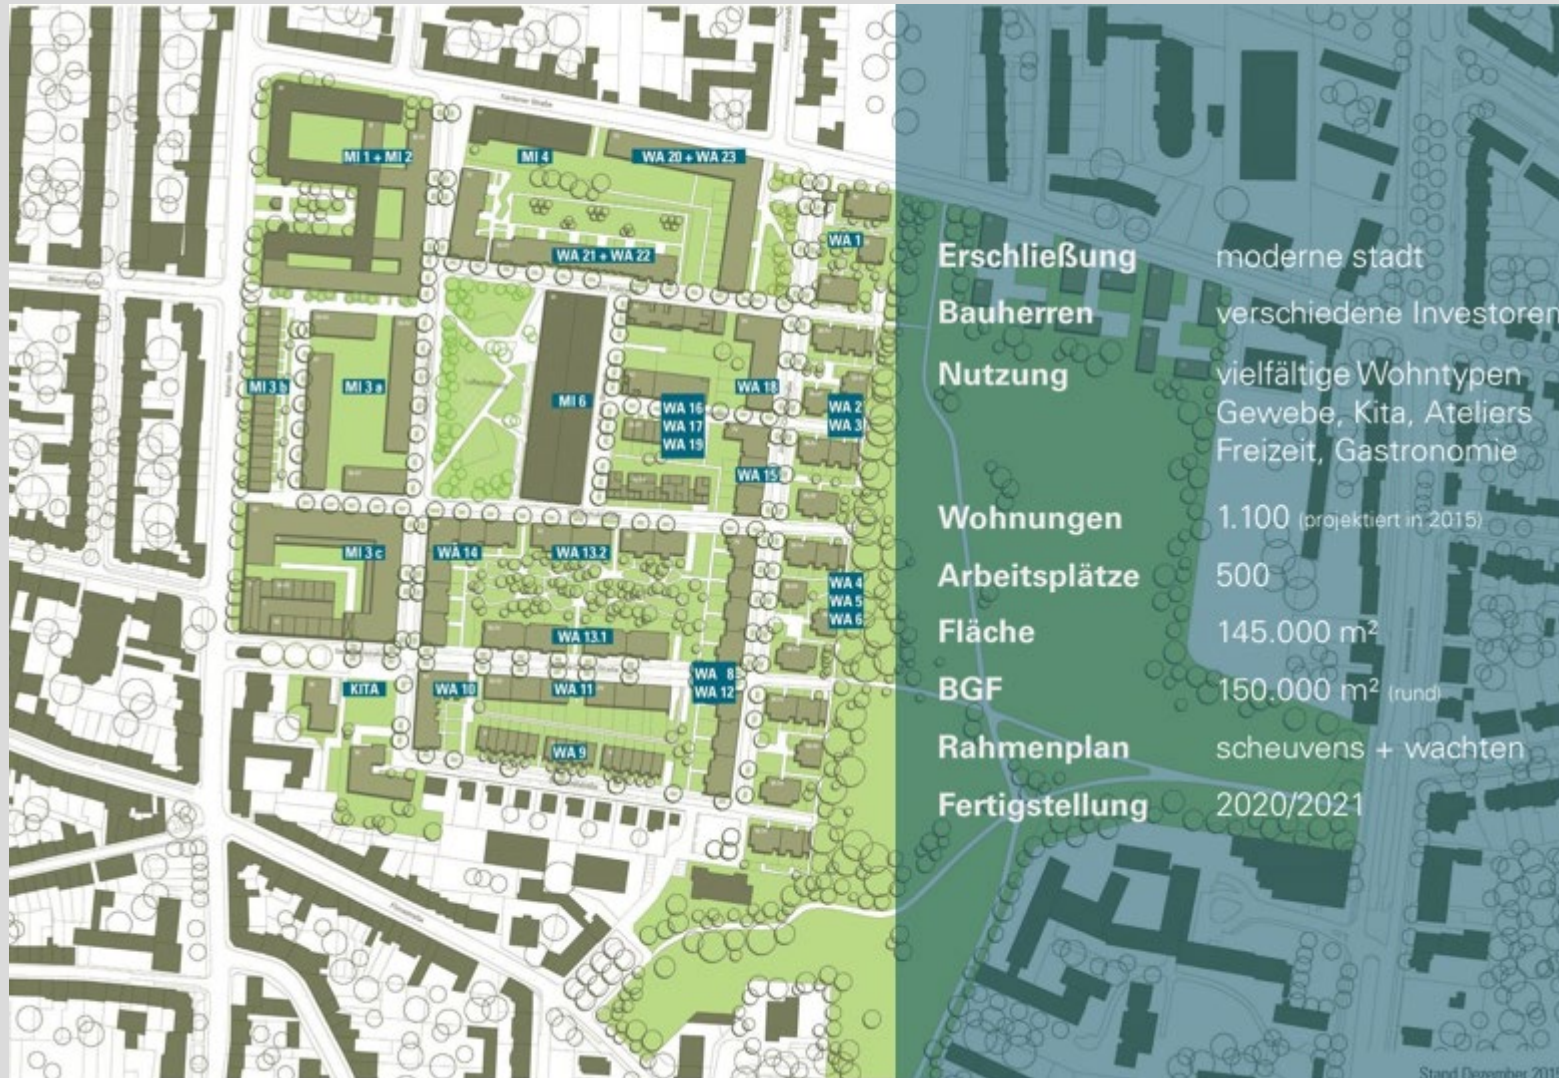 MI 1 + MI 2
MI 4
WA 20 + WA 23
WA 21 + WA 22
WA 1
MI 3 b
MI 3 a
MI 6
WA 16
WA 17
WA 19
WA 18
WA 15
WA 2
WA 3
MI 3 c
WA 14
WA 13.2
WA 13.1
WA 4
WA 5
WA 6
KITA
WA 10
WA 11
WA 8
WA 12
WA 9
Erschließung moderne stadt
Bauherren verschiedene Investoren
Nutzung vielfältige Wohntypen
Gewebe, Kita, Ateliers
Freizeit, Gastronomie
Wohnungen 1.100 (projektiert in 2015)
Arbeitsplätze 500
Fläche 145.000 m²
BGF 150.000 m² (rund)
Rahmenplan scheuvens + wachten
Fertigstellung 2020/2021
Stand Dezember 2015